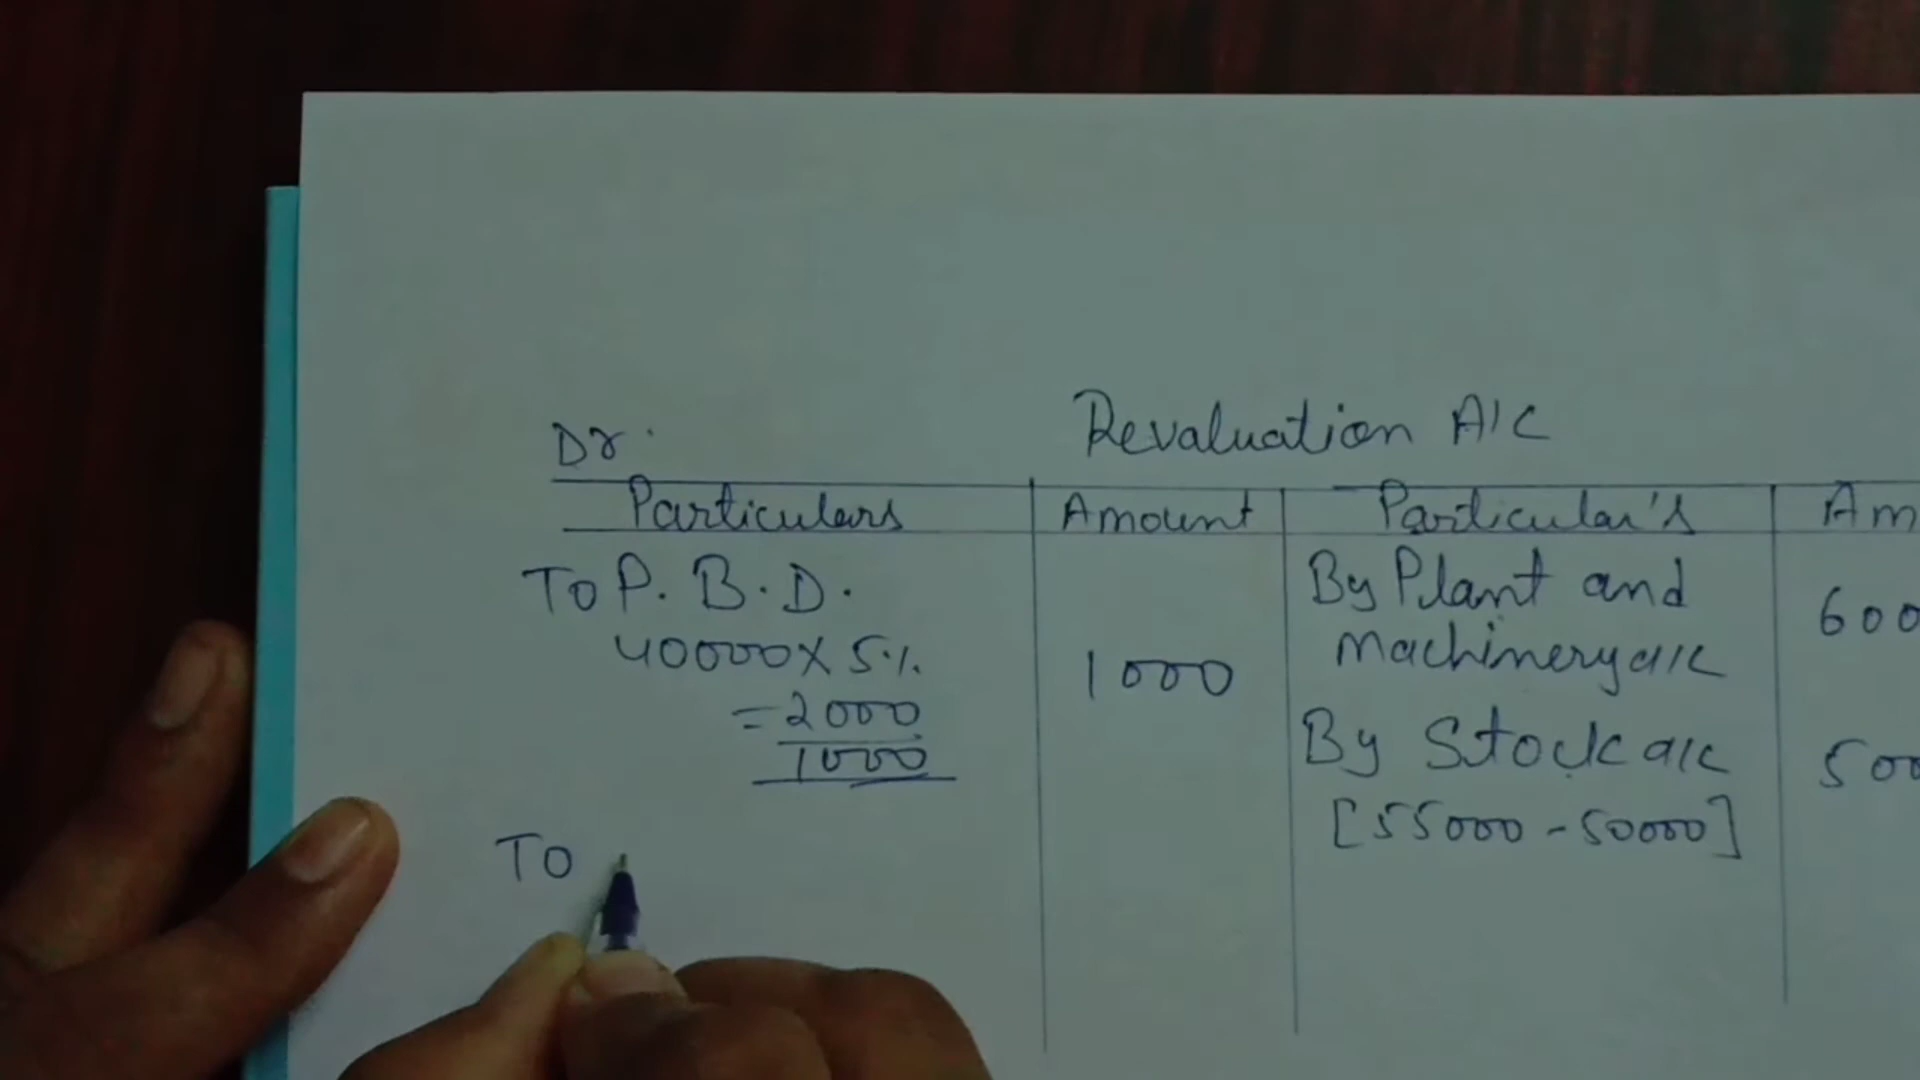 Dr. Revaluation A/C
Particulars Amount Particular's Am
To P.B.D. By Plant and 600
40000 X 5% 1000 Machinery a/c
= 2000 By Stock a/c 500
1000 [55000 - 50000]
To